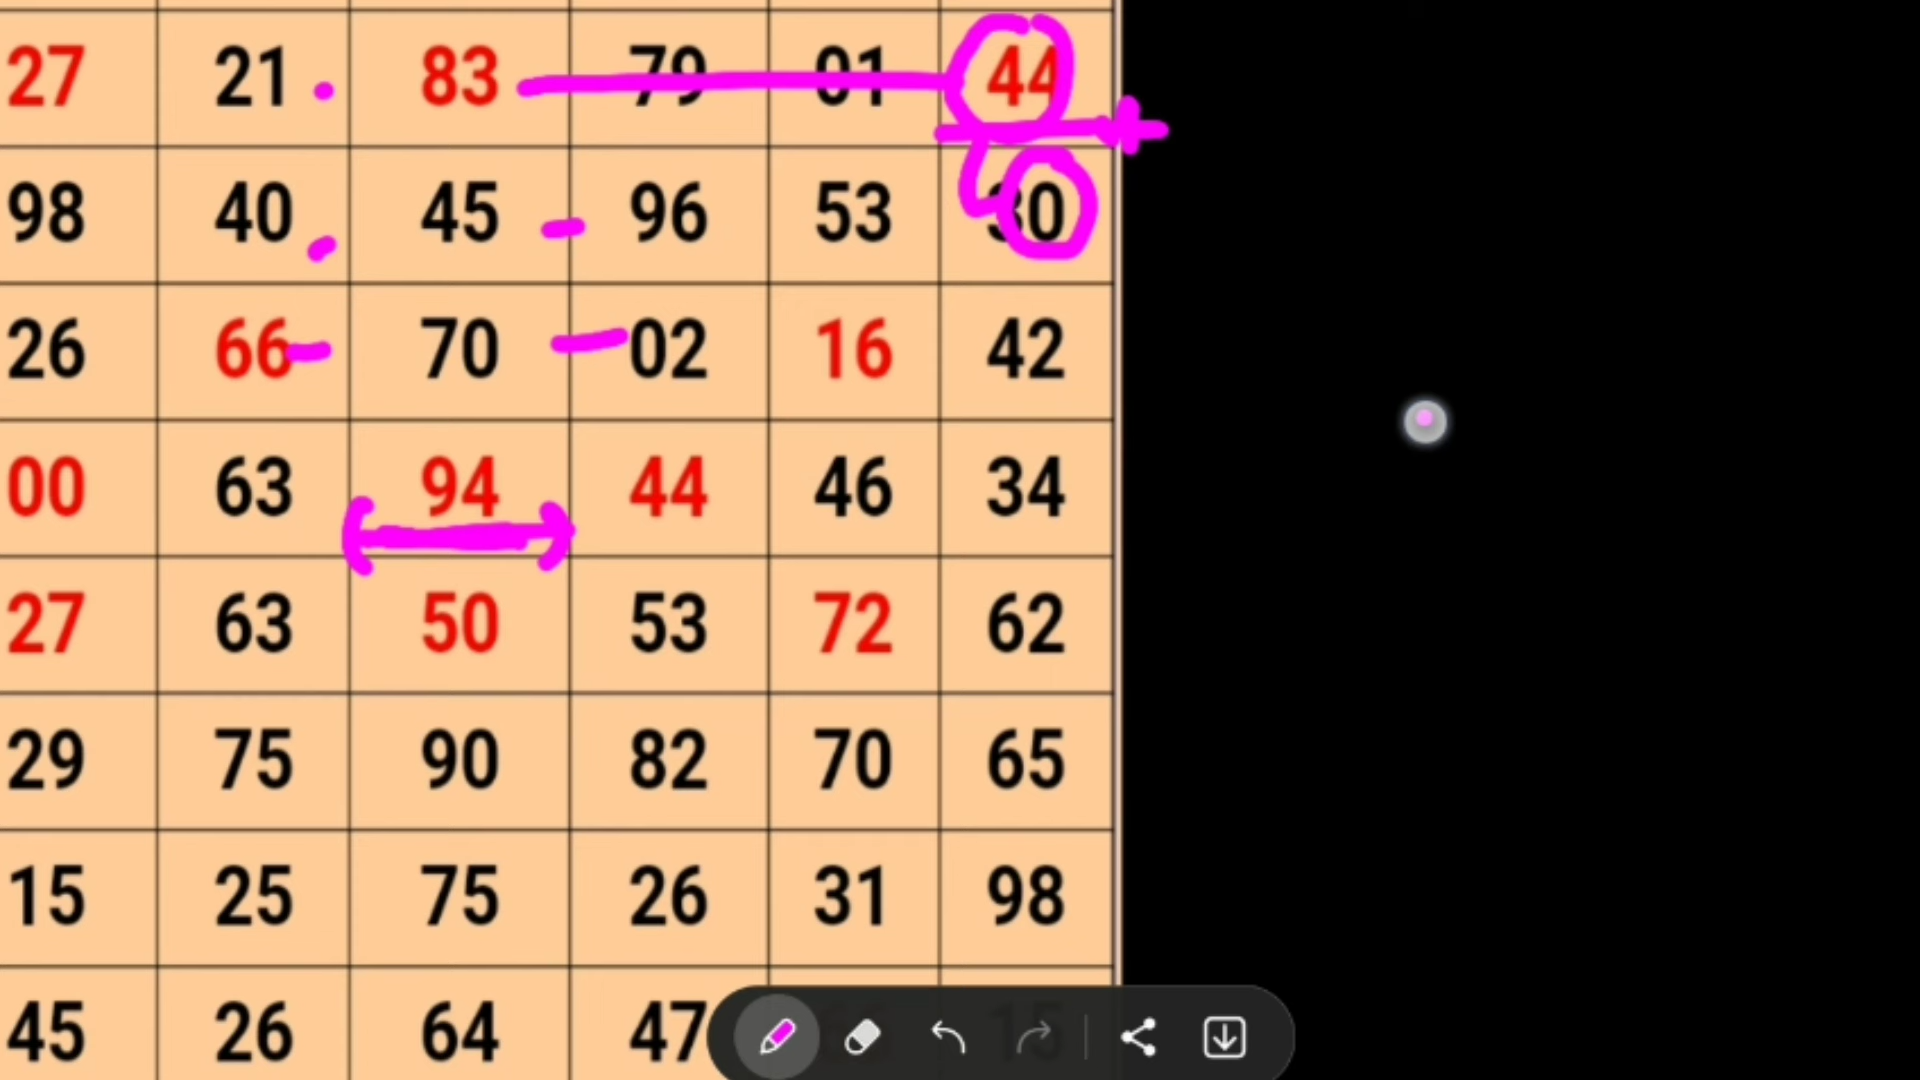 27 21 83 79 01 44
98 40 45 96 53 30
26 66 70 02 16 42
00 63 94 44 46 34
27 63 50 53 72 62
29 75 90 82 70 65
15 25 75 26 31 98
45 26 64 47 15